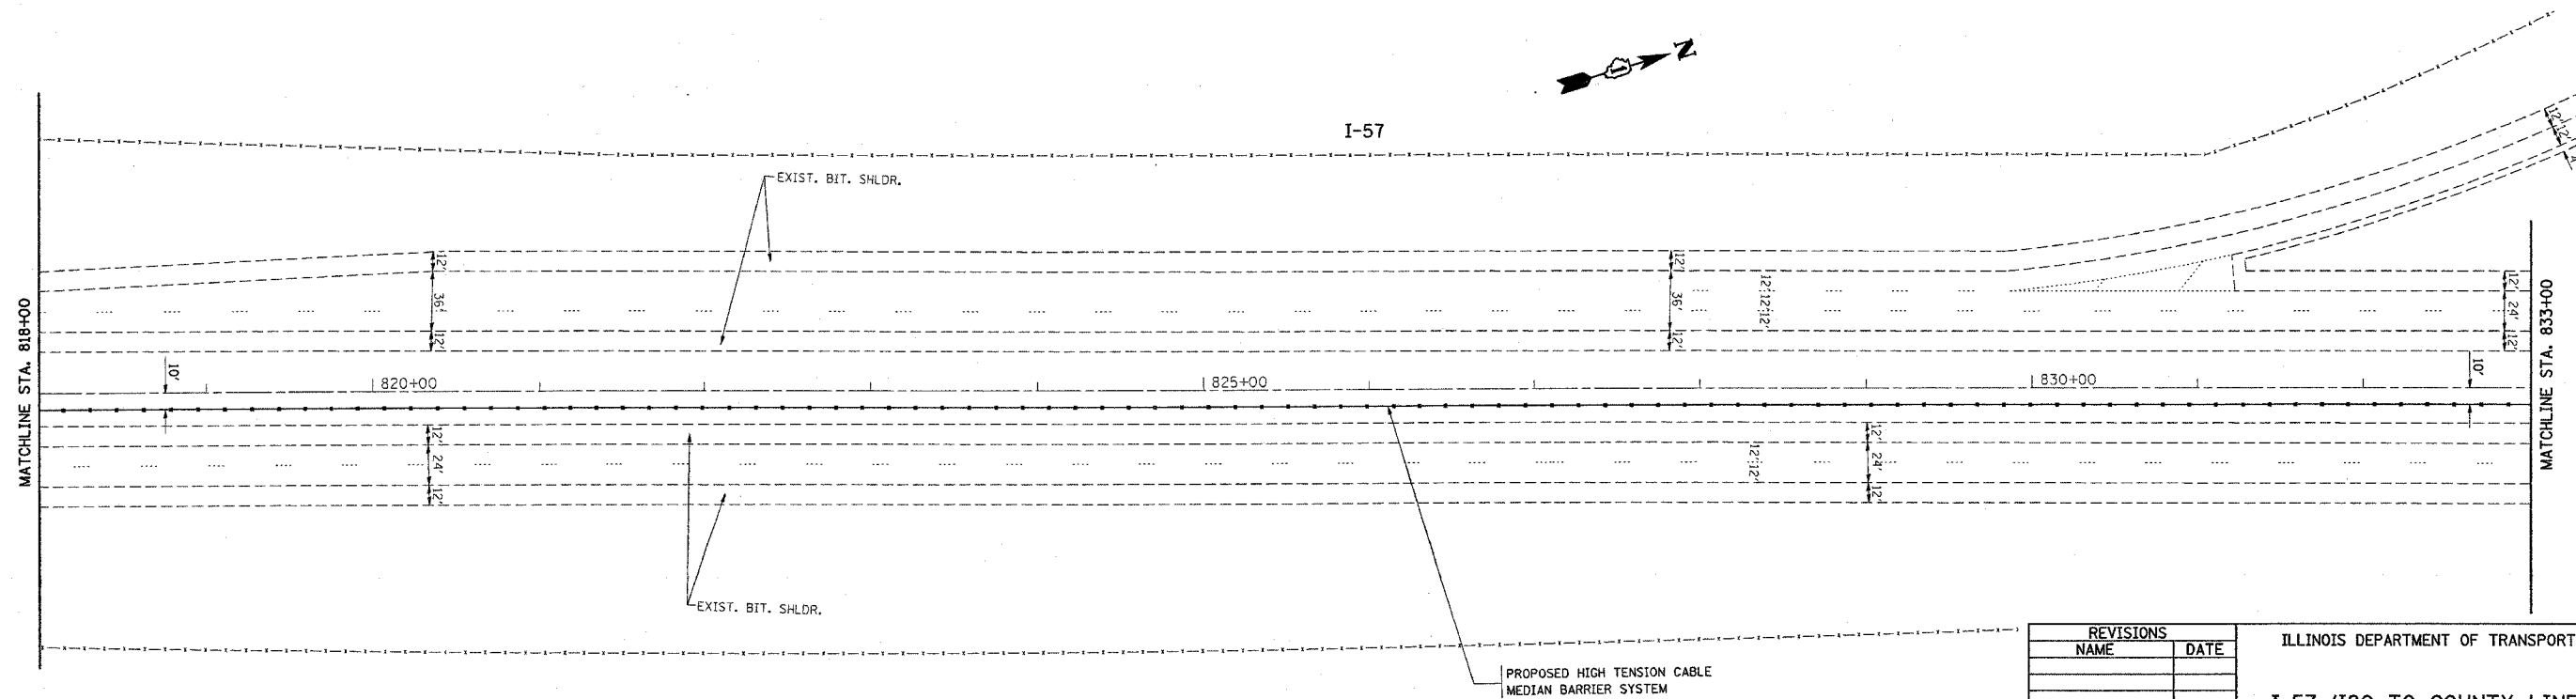 N
I-57
12' 12'
EXIST. BIT. SHLDR.
12'
36'
12'
12'
36'
12'
12' 12' 12'
12'
24'
12'
MATCHLINE STA. 818+00
MATCHLINE STA. 833+00
10'
820+00
825+00
830+00
10'
12'
24'
12'
12' 12'
12'
24'
12'
EXIST. BIT. SHLDR.
PROPOSED HIGH TENSION CABLE
MEDIAN BARRIER SYSTEM
REVISIONS
NAME DATE
ILLINOIS DEPARTMENT OF TRANSPORT